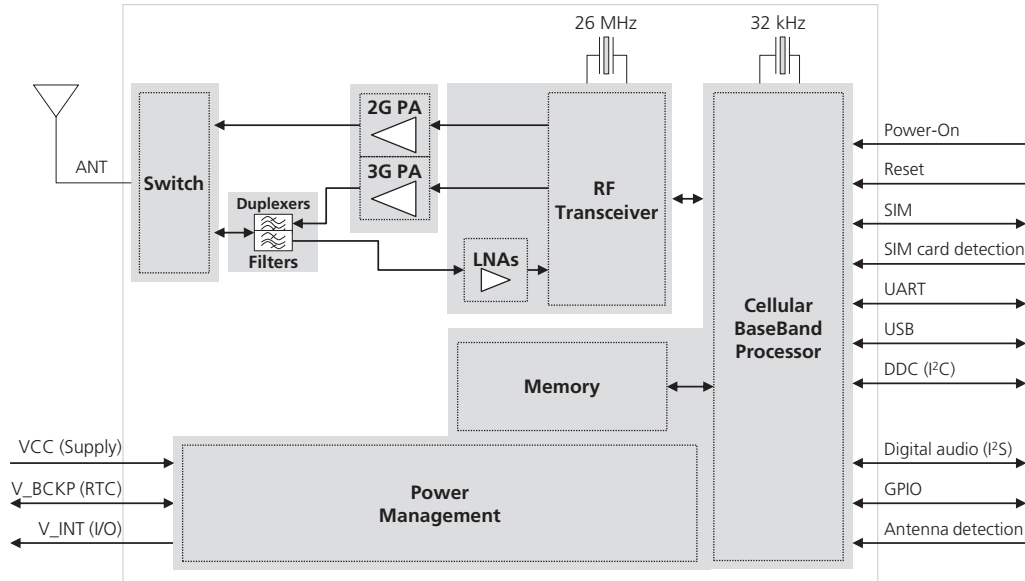 26 MHz
32 kHz
ANT
Switch
2G PA
3G PA
Duplexers
Filters
LNAs
RF
Transceiver
Cellular
BaseBand
Processor
Memory
Power
Management
VCC (Supply)
V_BCKP (RTC)
V_INT (I/O)
Power-On
Reset
SIM
SIM card detection
UART
USB
DDC (I²C)
Digital audio (I²S)
GPIO
Antenna detection